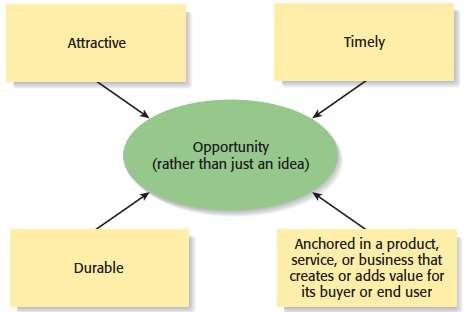 Attractive
Timely
Opportunity
(rather than just an idea)
Durable
Anchored in a product,
service, or business that
creates or adds value for
its buyer or end user